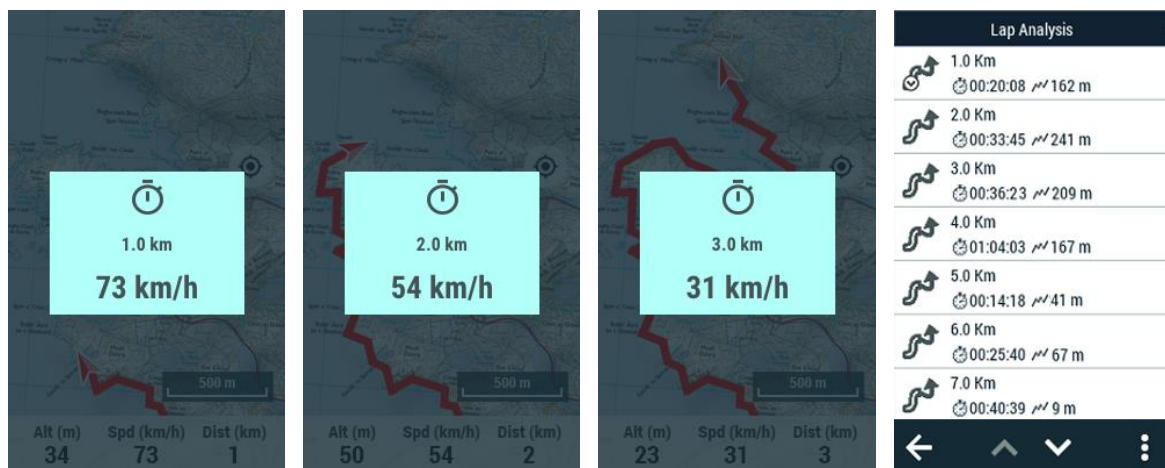 1.0 km
73 km/h
500 m
Alt (m) Spd (km/h) Dist (km)
34 73 1
2.0 km
54 km/h
500 m
Alt (m) Spd (km/h) Dist (km)
50 54 2
3.0 km
31 km/h
500 m
Alt (m) Spd (km/h) Dist (km)
23 31 3
Lap Analysis
1.0 Km
00:20:08 162 m
2.0 Km
00:33:45 241 m
3.0 Km
00:36:23 209 m
4.0 Km
01:04:03 167 m
5.0 Km
00:14:18 41 m
6.0 Km
00:25:40 67 m
7.0 Km
00:40:39 9 m